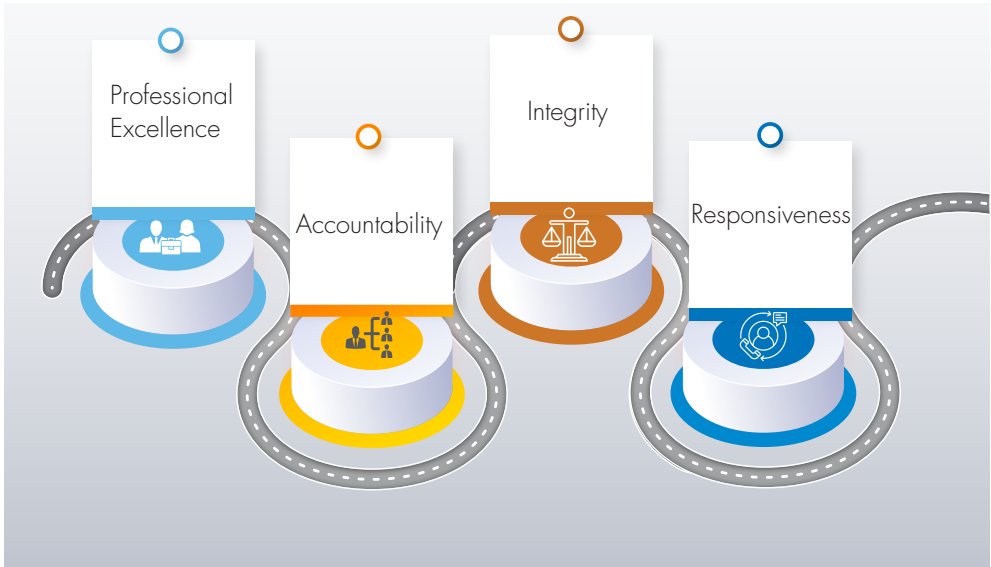 Professional
Excellence
Accountability
Integrity
Responsiveness